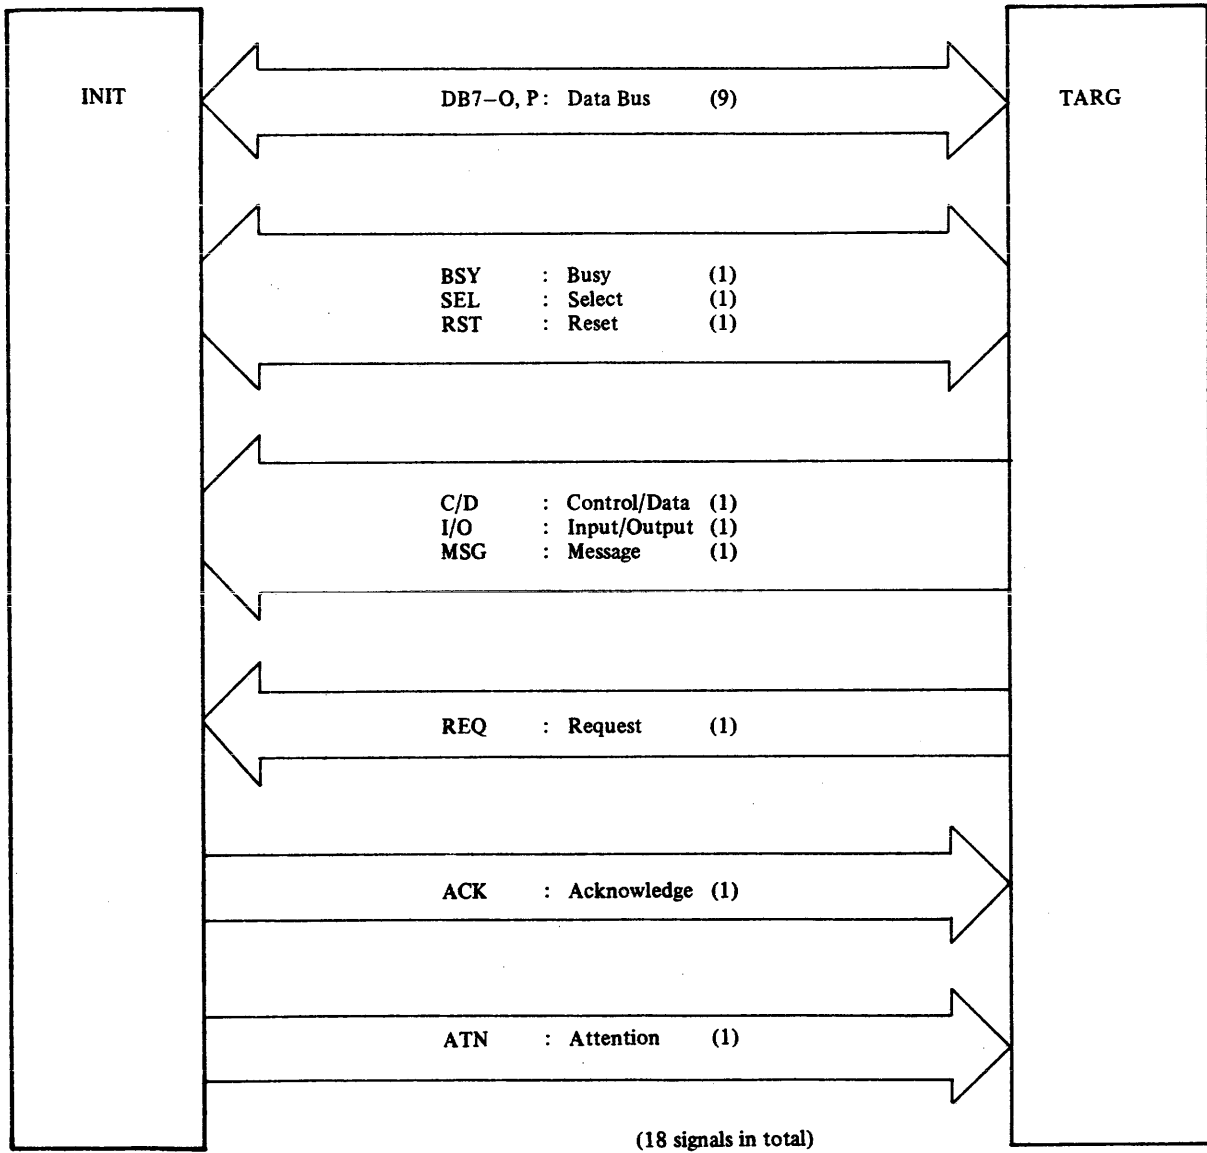 INIT
TARG
DB7–O, P: Data Bus (9)
BSY : Busy (1)
SEL : Select (1)
RST : Reset (1)
C/D : Control/Data (1)
I/O : Input/Output (1)
MSG : Message (1)
REQ : Request (1)
ACK : Acknowledge (1)
ATN : Attention (1)
(18 signals in total)